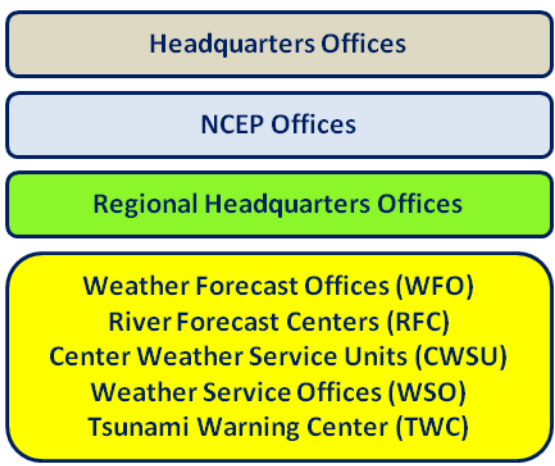 Headquarters Offices
NCEP Offices
Regional Headquarters Offices
Weather Forecast Offices (WFO)
River Forecast Centers (RFC)
Center Weather Service Units (CWSU)
Weather Service Offices (WSO)
Tsunami Warning Center (TWC)